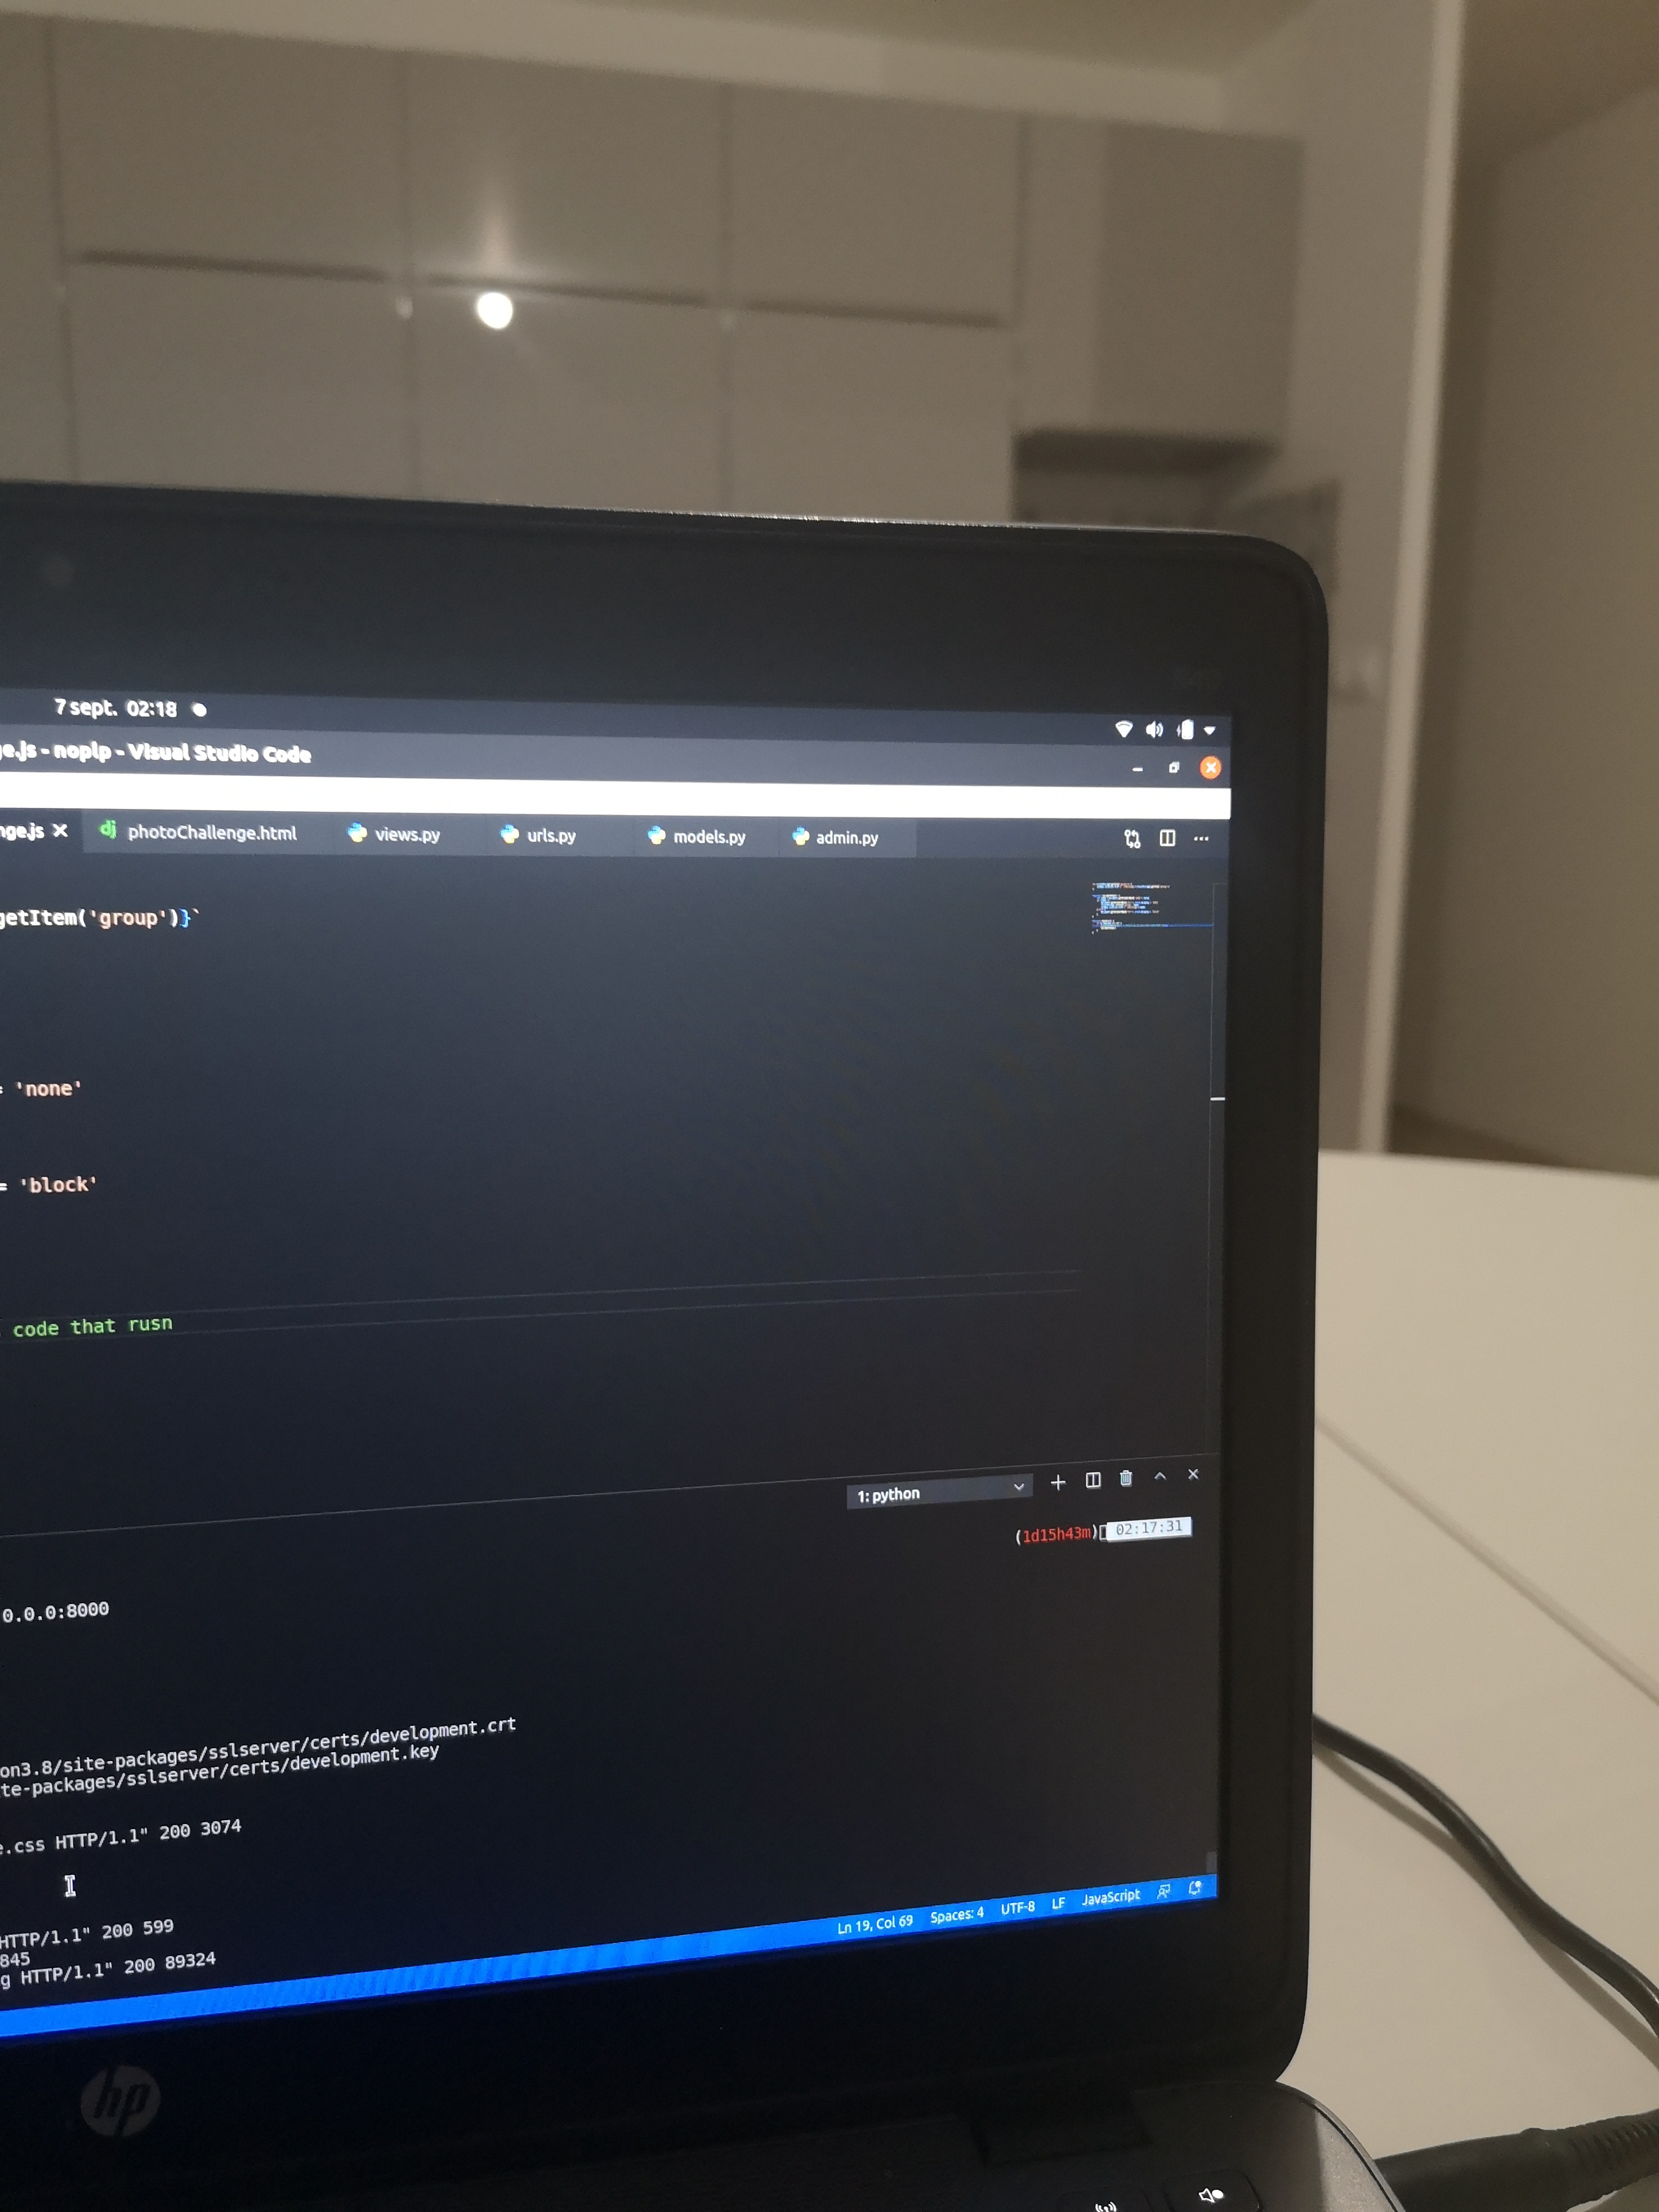 7 sept. 02:18
e.js - noplp - Visual Studio Code
nge.js photoChallenge.html views.py urls.py models.py admin.py
getItem('group')}`
= 'none'
= 'block'
code that rusn
1: python
(1d15h43m) 02:17:31
0.0.0:8000
on3.8/site-packages/sslserver/certs/development.crt
te-packages/sslserver/certs/development.key
e.css HTTP/1.1" 200 3074
HTTP/1.1" 200 599
845
g HTTP/1.1" 200 89324
Ln 19, Col 69 Spaces: 4 UTF-8 LF JavaScript
hp